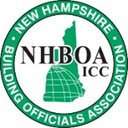 NEW HAMPSHIRE
NHBOA
ICC
BUILDING OFFICIALS ASSOCIATION